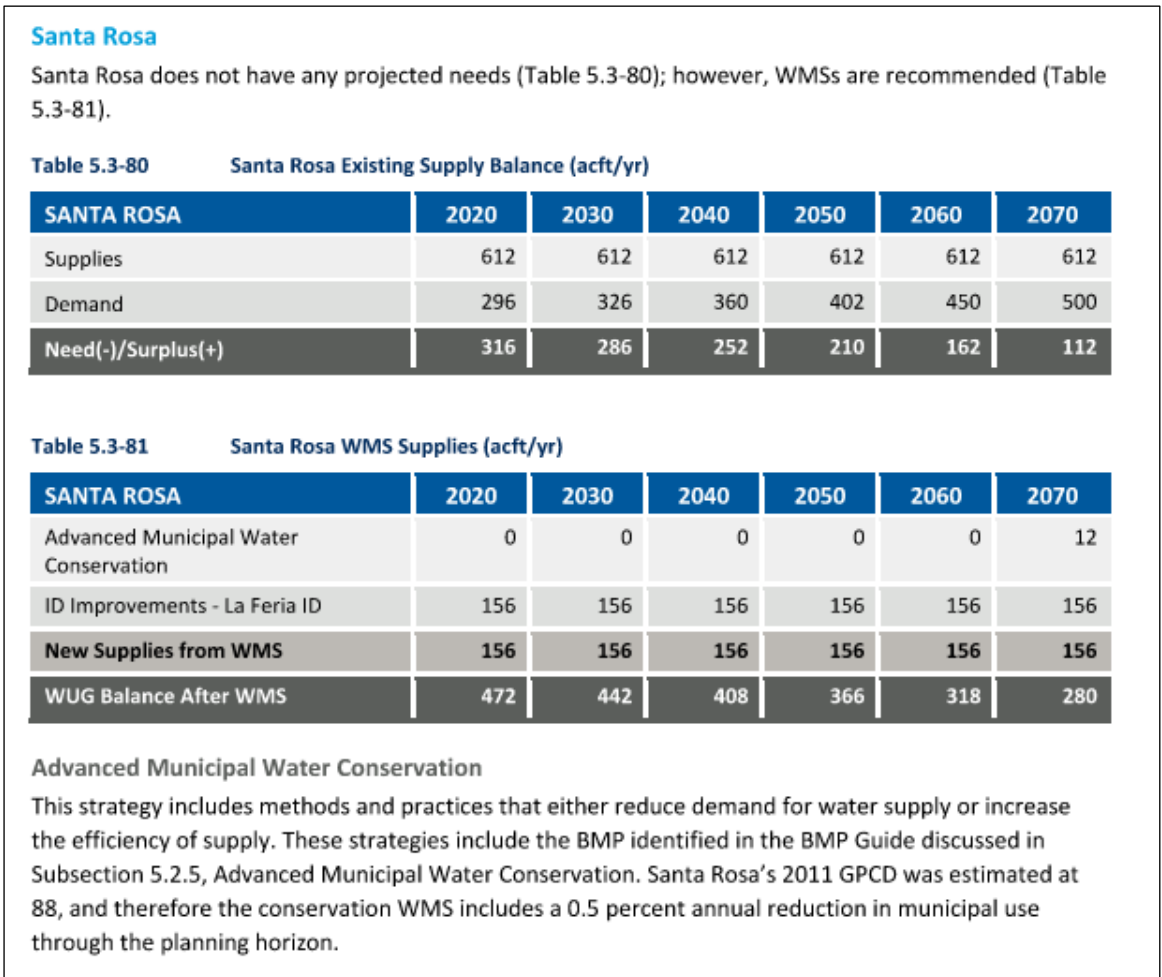 Santa Rosa
Santa Rosa does not have any projected needs (Table 5.3-80); however, WMSs are recommended (Table
5.3-81).
Table 5.3-80 Santa Rosa Existing Supply Balance (acft/yr)
SANTA ROSA 2020 2030 2040 2050 2060 2070
Supplies 612 612 612 612 612 612
Demand 296 326 360 402 450 500
Need(-)/Surplus(+) 316 286 252 210 162 112
Table 5.3-81 Santa Rosa WMS Supplies (acft/yr)
SANTA ROSA 2020 2030 2040 2050 2060 2070
Advanced Municipal Water 0 0 0 0 0 12
Conservation
ID Improvements - La Feria ID 156 156 156 156 156 156
New Supplies from WMS 156 156 156 156 156 156
WUG Balance After WMS 472 442 408 366 318 280
Advanced Municipal Water Conservation
This strategy includes methods and practices that either reduce demand for water supply or increase
the efficiency of supply. These strategies include the BMP identified in the BMP Guide discussed in
Subsection 5.2.5, Advanced Municipal Water Conservation. Santa Rosa's 2011 GPCD was estimated at
88, and therefore the conservation WMS includes a 0.5 percent annual reduction in municipal use
through the planning horizon.